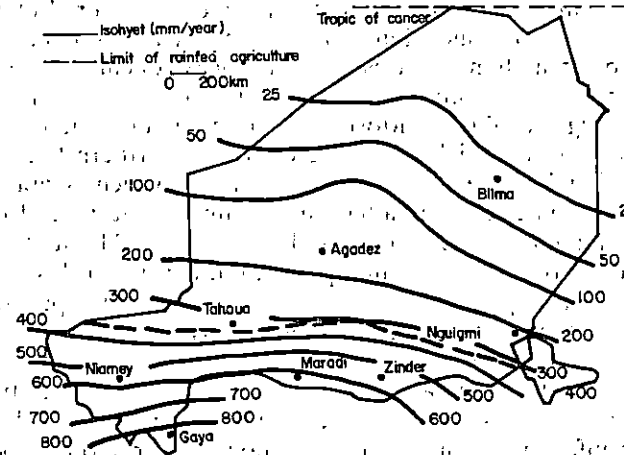 Tropic of cancer
Isohyet (mm/year)
Limit of rainfed agriculture
0 200km
25
50
Bilma
100
2
Agadez
200
50
100
300
Tahoua
400
Nguigmi
200
500
Niamey
Maradi
Zinder
300
600
500
400
700
700
800
600
800
Gaya